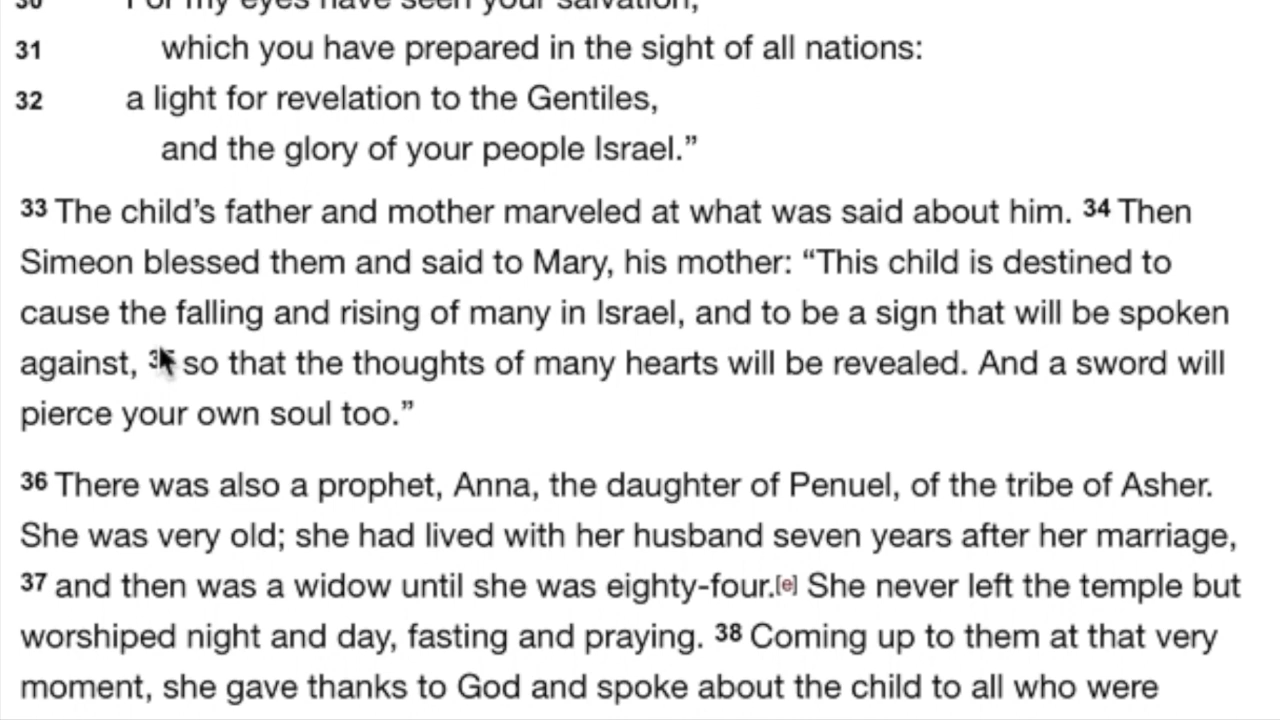 30 For my eyes have seen your salvation,
31 which you have prepared in the sight of all nations:
32 a light for revelation to the Gentiles,
and the glory of your people Israel.”
33 The child’s father and mother marveled at what was said about him. 34 Then
Simeon blessed them and said to Mary, his mother: “This child is destined to
cause the falling and rising of many in Israel, and to be a sign that will be spoken
against, so that the thoughts of many hearts will be revealed. And a sword will
pierce your own soul too.”
36 There was also a prophet, Anna, the daughter of Penuel, of the tribe of Asher.
She was very old; she had lived with her husband seven years after her marriage,
37 and then was a widow until she was eighty-four.[e] She never left the temple but
worshiped night and day, fasting and praying. 38 Coming up to them at that very
moment, she gave thanks to God and spoke about the child to all who were